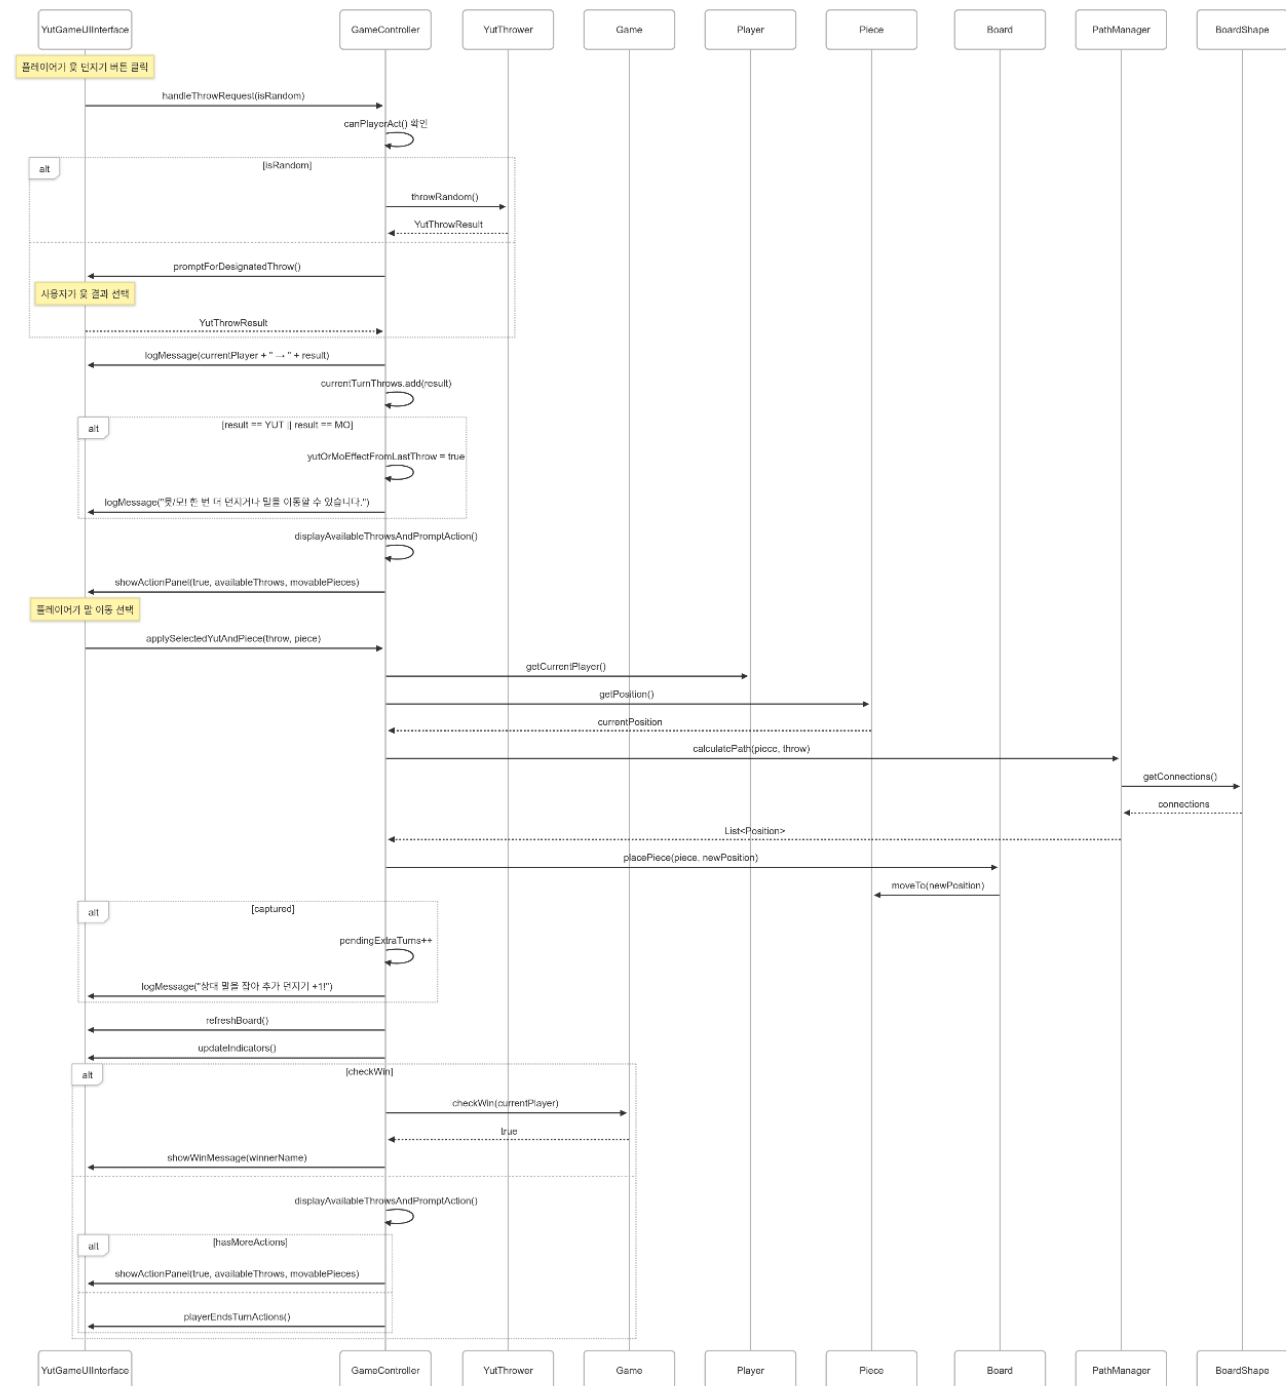 YutGameUIInterface
GameController
YutThrower
Game
Player
Piece
Board
PathManager
BoardShape
플레이어가 윷 던지기 버튼 클릭
handleThrowRequest(isRandom)
canPlayerAct() 확인
alt
[isRandom]
throwRandom()
YutThrowResult
promptForDesignatedThrow()
사용자가 윷 결과 선택
YutThrowResult
logMessage(currentPlayer + " → " + result)
currentTurnThrows.add(result)
alt
[result == YUT || result == MO]
yutOrMoEffectFromLastThrow = true
logMessage("윷/모! 한 번 더 던지거나 말을 이동할 수 있습니다.")
displayAvailableThrowsAndPromptAction()
showActionPanel(true, availableThrows, movablePieces)
플레이어가 말 이동 선택
applySelectedYutAndPiece(throw, piece)
getCurrentPlayer()
getPosition()
currentPosition
calculatePath(piece, throw)
getConnections()
connections
List<Position>
placePiece(piece, newPosition)
moveTo(newPosition)
alt
[captured]
pendingExtraTurns++
logMessage("상대 말을 잡아 추가 던지기 +1!")
refreshBoard()
updateIndicators()
alt
[checkWin]
checkWin(currentPlayer)
true
showWinMessage(winnerName)
displayAvailableThrowsAndPromptAction()
alt
[hasMoreActions]
showActionPanel(true, availableThrows, movablePieces)
playerEndsTurnActions()
YutGameUIInterface
GameController
YutThrower
Game
Player
Piece
Board
PathManager
BoardShape